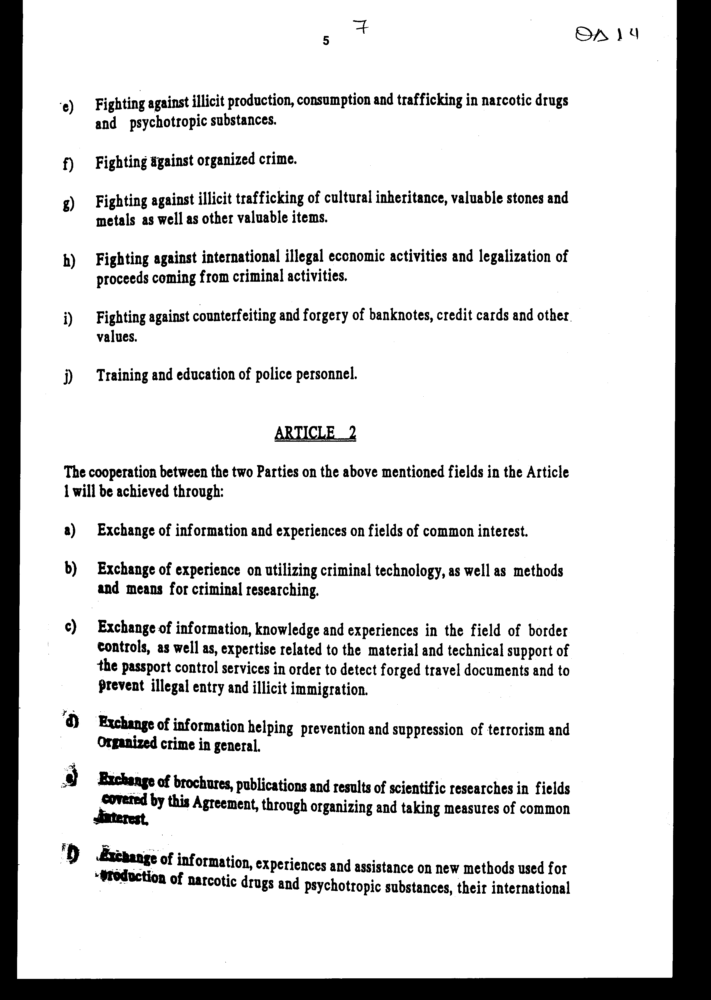 7
5
ΘΔ 14
e) Fighting against illicit production, consumption and trafficking in narcotic drugs
and psychotropic substances.
f) Fighting against organized crime.
g) Fighting against illicit trafficking of cultural inheritance, valuable stones and
metals as well as other valuable items.
h) Fighting against international illegal economic activities and legalization of
proceeds coming from criminal activities.
i) Fighting against counterfeiting and forgery of banknotes, credit cards and other
values.
j) Training and education of police personnel.
ARTICLE 2
The cooperation between the two Parties on the above mentioned fields in the Article
1 will be achieved through:
a) Exchange of information and experiences on fields of common interest.
b) Exchange of experience on utilizing criminal technology, as well as methods
and means for criminal researching.
c) Exchange of information, knowledge and experiences in the field of border
controls, as well as, expertise related to the material and technical support of
the passport control services in order to detect forged travel documents and to
prevent illegal entry and illicit immigration.
d) Exchange of information helping prevention and suppression of terrorism and
Organized crime in general.
e) Exchange of brochures, publications and results of scientific researches in fields
covered by this Agreement, through organizing and taking measures of common
interest.
f) Exchange of information, experiences and assistance on new methods used for
production of narcotic drugs and psychotropic substances, their international